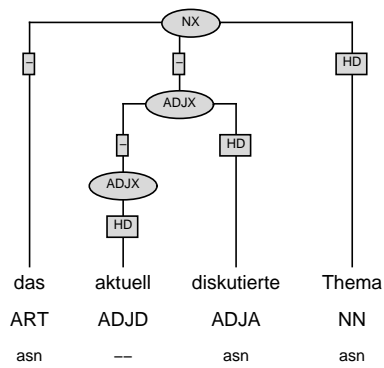 NX
– – HD
ADJX
– HD
ADJX
HD
das aktuell diskutierte Thema
ART ADJD ADJA NN
asn –– asn asn